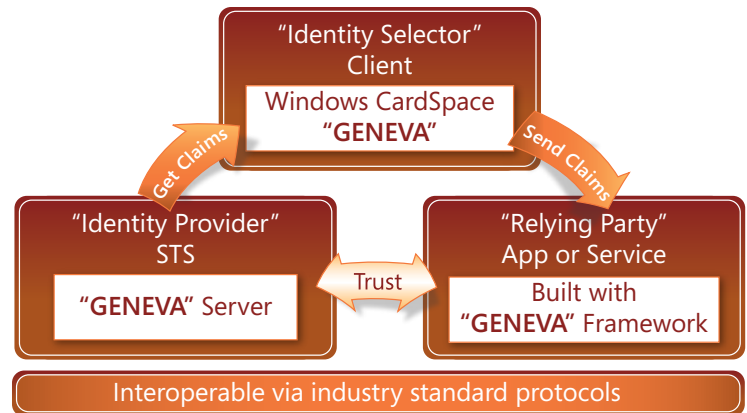 “Identity Selector”
Client
Windows CardSpace
“GENEVA”
Get Claims
Send Claims
“Identity Provider”
STS
“GENEVA” Server
Trust
“Relying Party”
App or Service
Built with
“GENEVA” Framework
Interoperable via industry standard protocols